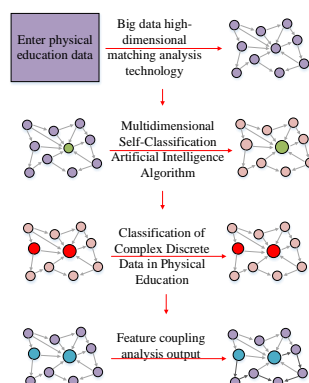 Enter physical
education data
Big data high-
dimensional
matching analysis
technology
Multidimensional
Self-Classification
Artificial Intelligence
Algorithm
Classification of
Complex Discrete
Data in Physical
Education
Feature coupling
analysis output